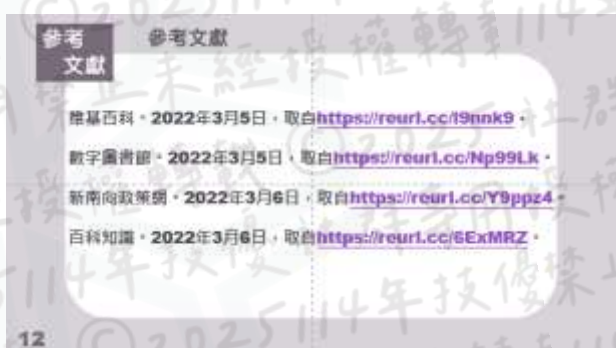 參考
文獻
參考文獻
維基百科。2022年3月5日，取自https://reurl.cc/l9nnk9。
數字圖書館。2022年3月5日，取自https://reurl.cc/Np99Lk。
新南向政策網。2022年3月6日，取自https://reurl.cc/Y9ppz4。
百科知識。2022年3月6日，取自https://reurl.cc/6ExMRZ。
12